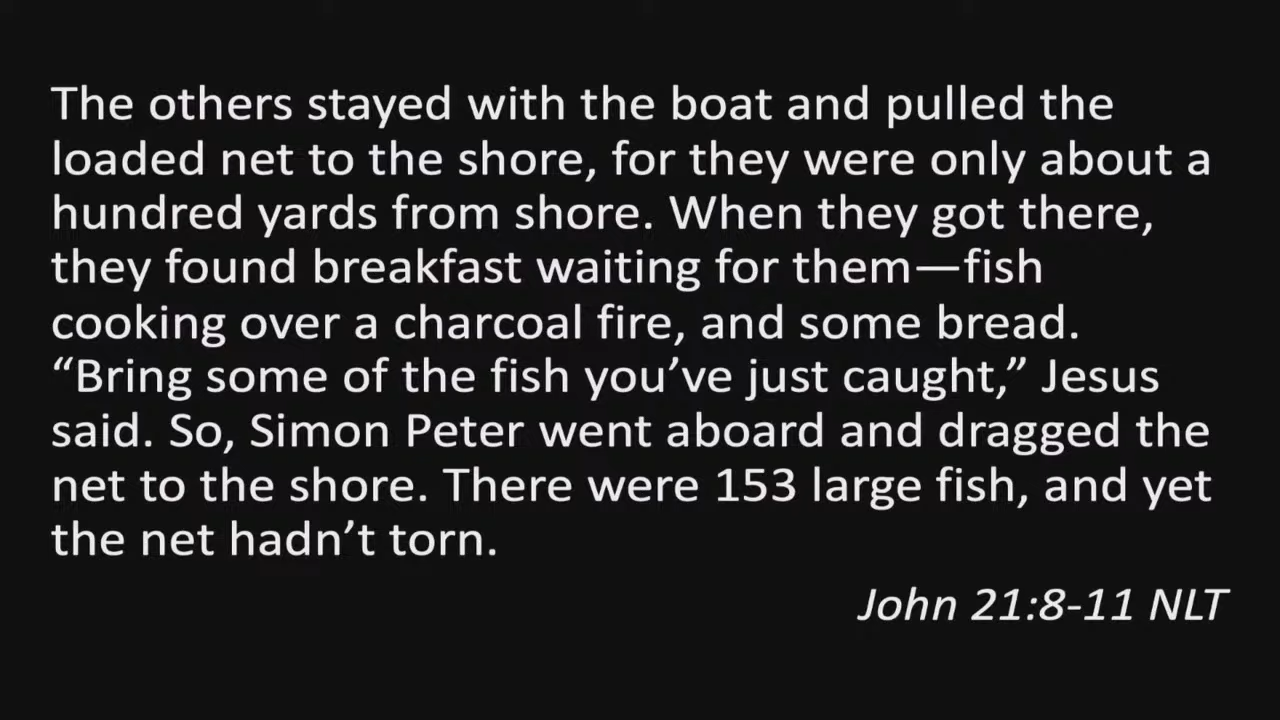 The others stayed with the boat and pulled the
loaded net to the shore, for they were only about a
hundred yards from shore. When they got there,
they found breakfast waiting for them—fish
cooking over a charcoal fire, and some bread.
“Bring some of the fish you’ve just caught,” Jesus
said. So, Simon Peter went aboard and dragged the
net to the shore. There were 153 large fish, and yet
the net hadn’t torn.
John 21:8-11 NLT